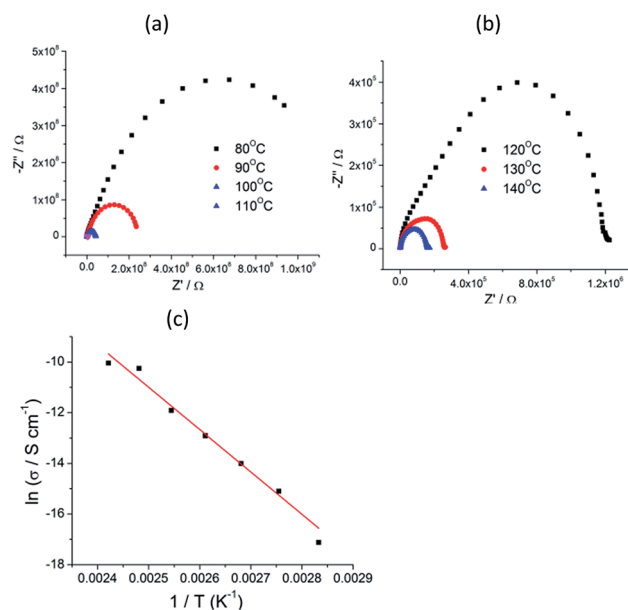 (a)
5x10⁸
4x10⁸
3x10⁸
2x10⁸
1x10⁸
0
-Z'' / Ω
80°C
90°C
100°C
110°C
0.0 2.0x10⁸ 4.0x10⁸ 6.0x10⁸ 8.0x10⁸ 1.0x10⁹
Z' / Ω
(b)
5x10⁵
4x10⁵
3x10⁵
2x10⁵
1x10⁵
0
-Z'' / Ω
120°C
130°C
140°C
0.0 4.0x10⁵ 8.0x10⁵ 1.2x10⁶
Z' / Ω
(c)
-10
-12
-14
-16
-18
ln (σ / S cm⁻¹)
0.0024 0.0025 0.0026 0.0027 0.0028 0.0029
1 / T (K⁻¹)